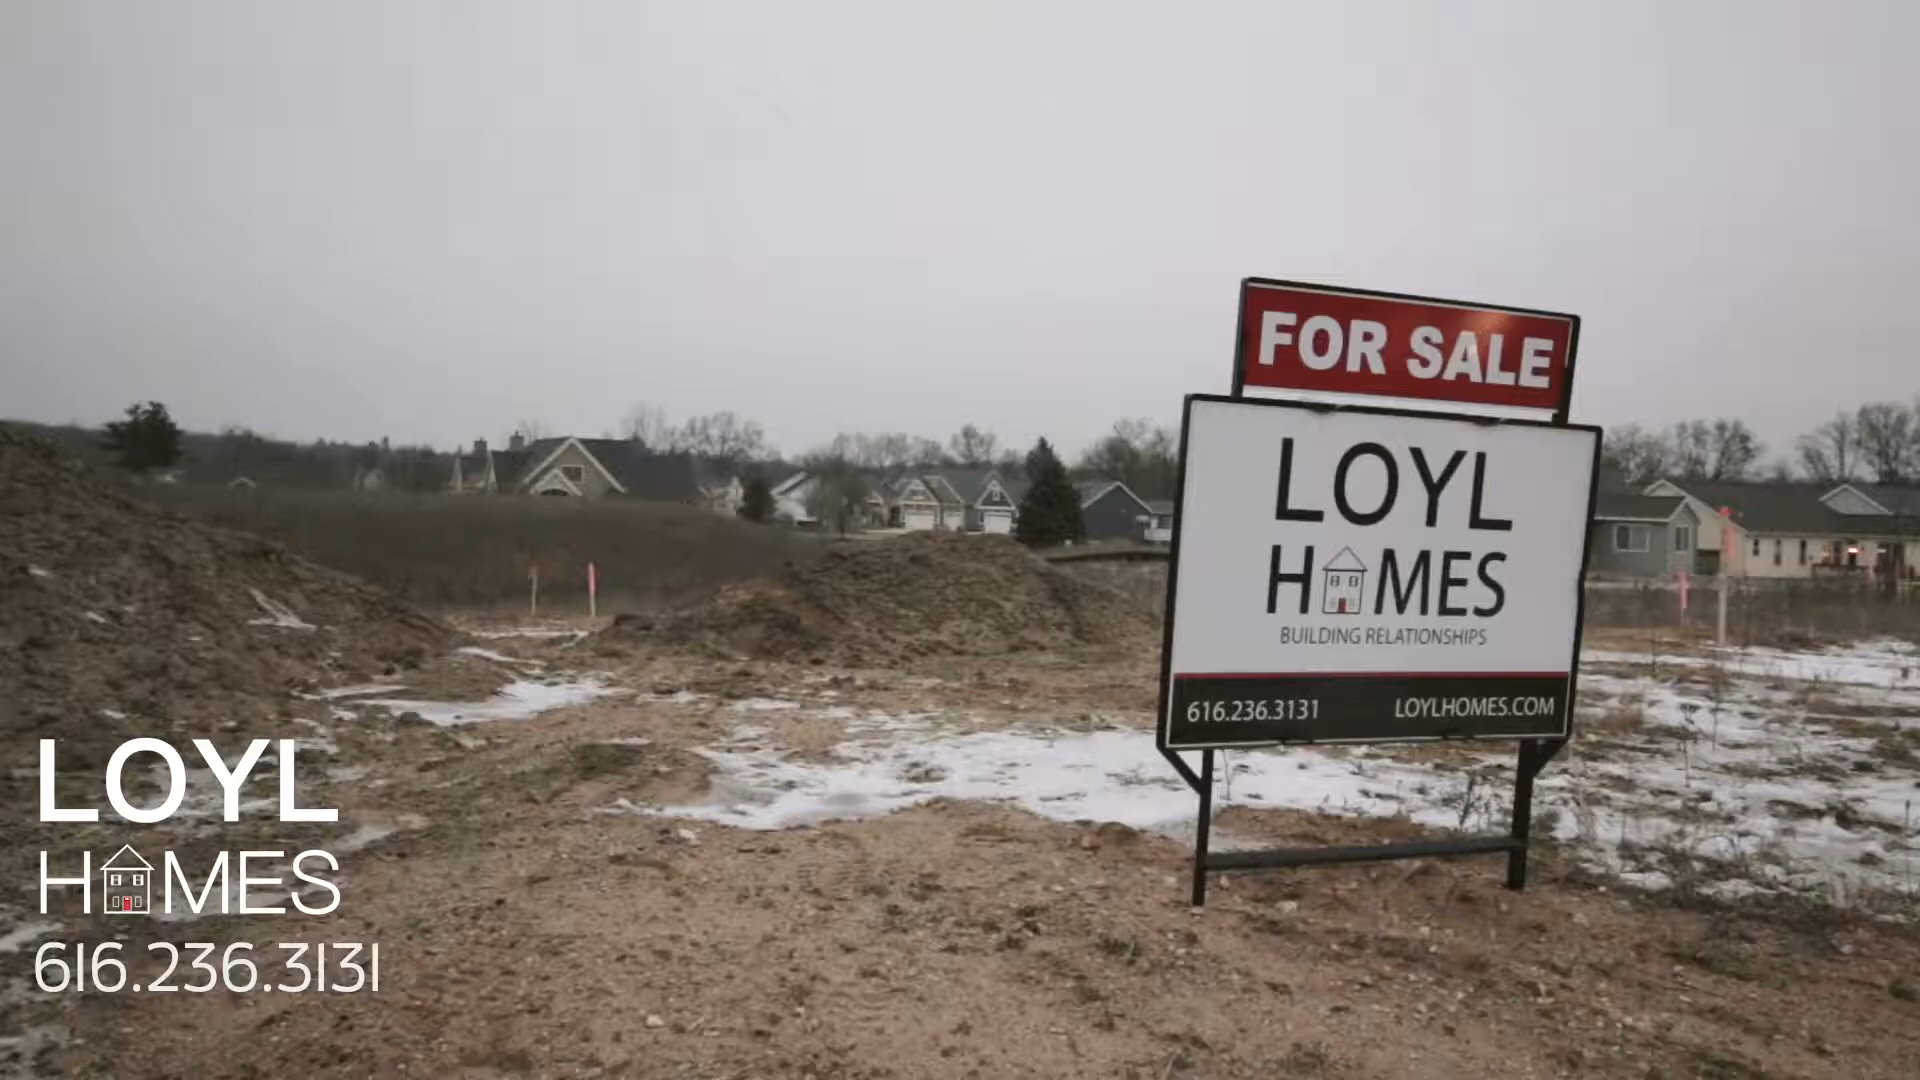 FOR SALE
LOYL
HOMES
BUILDING RELATIONSHIPS
616.236.3131 LOYLHOMES.COM
LOYL
HOMES
616.236.3131